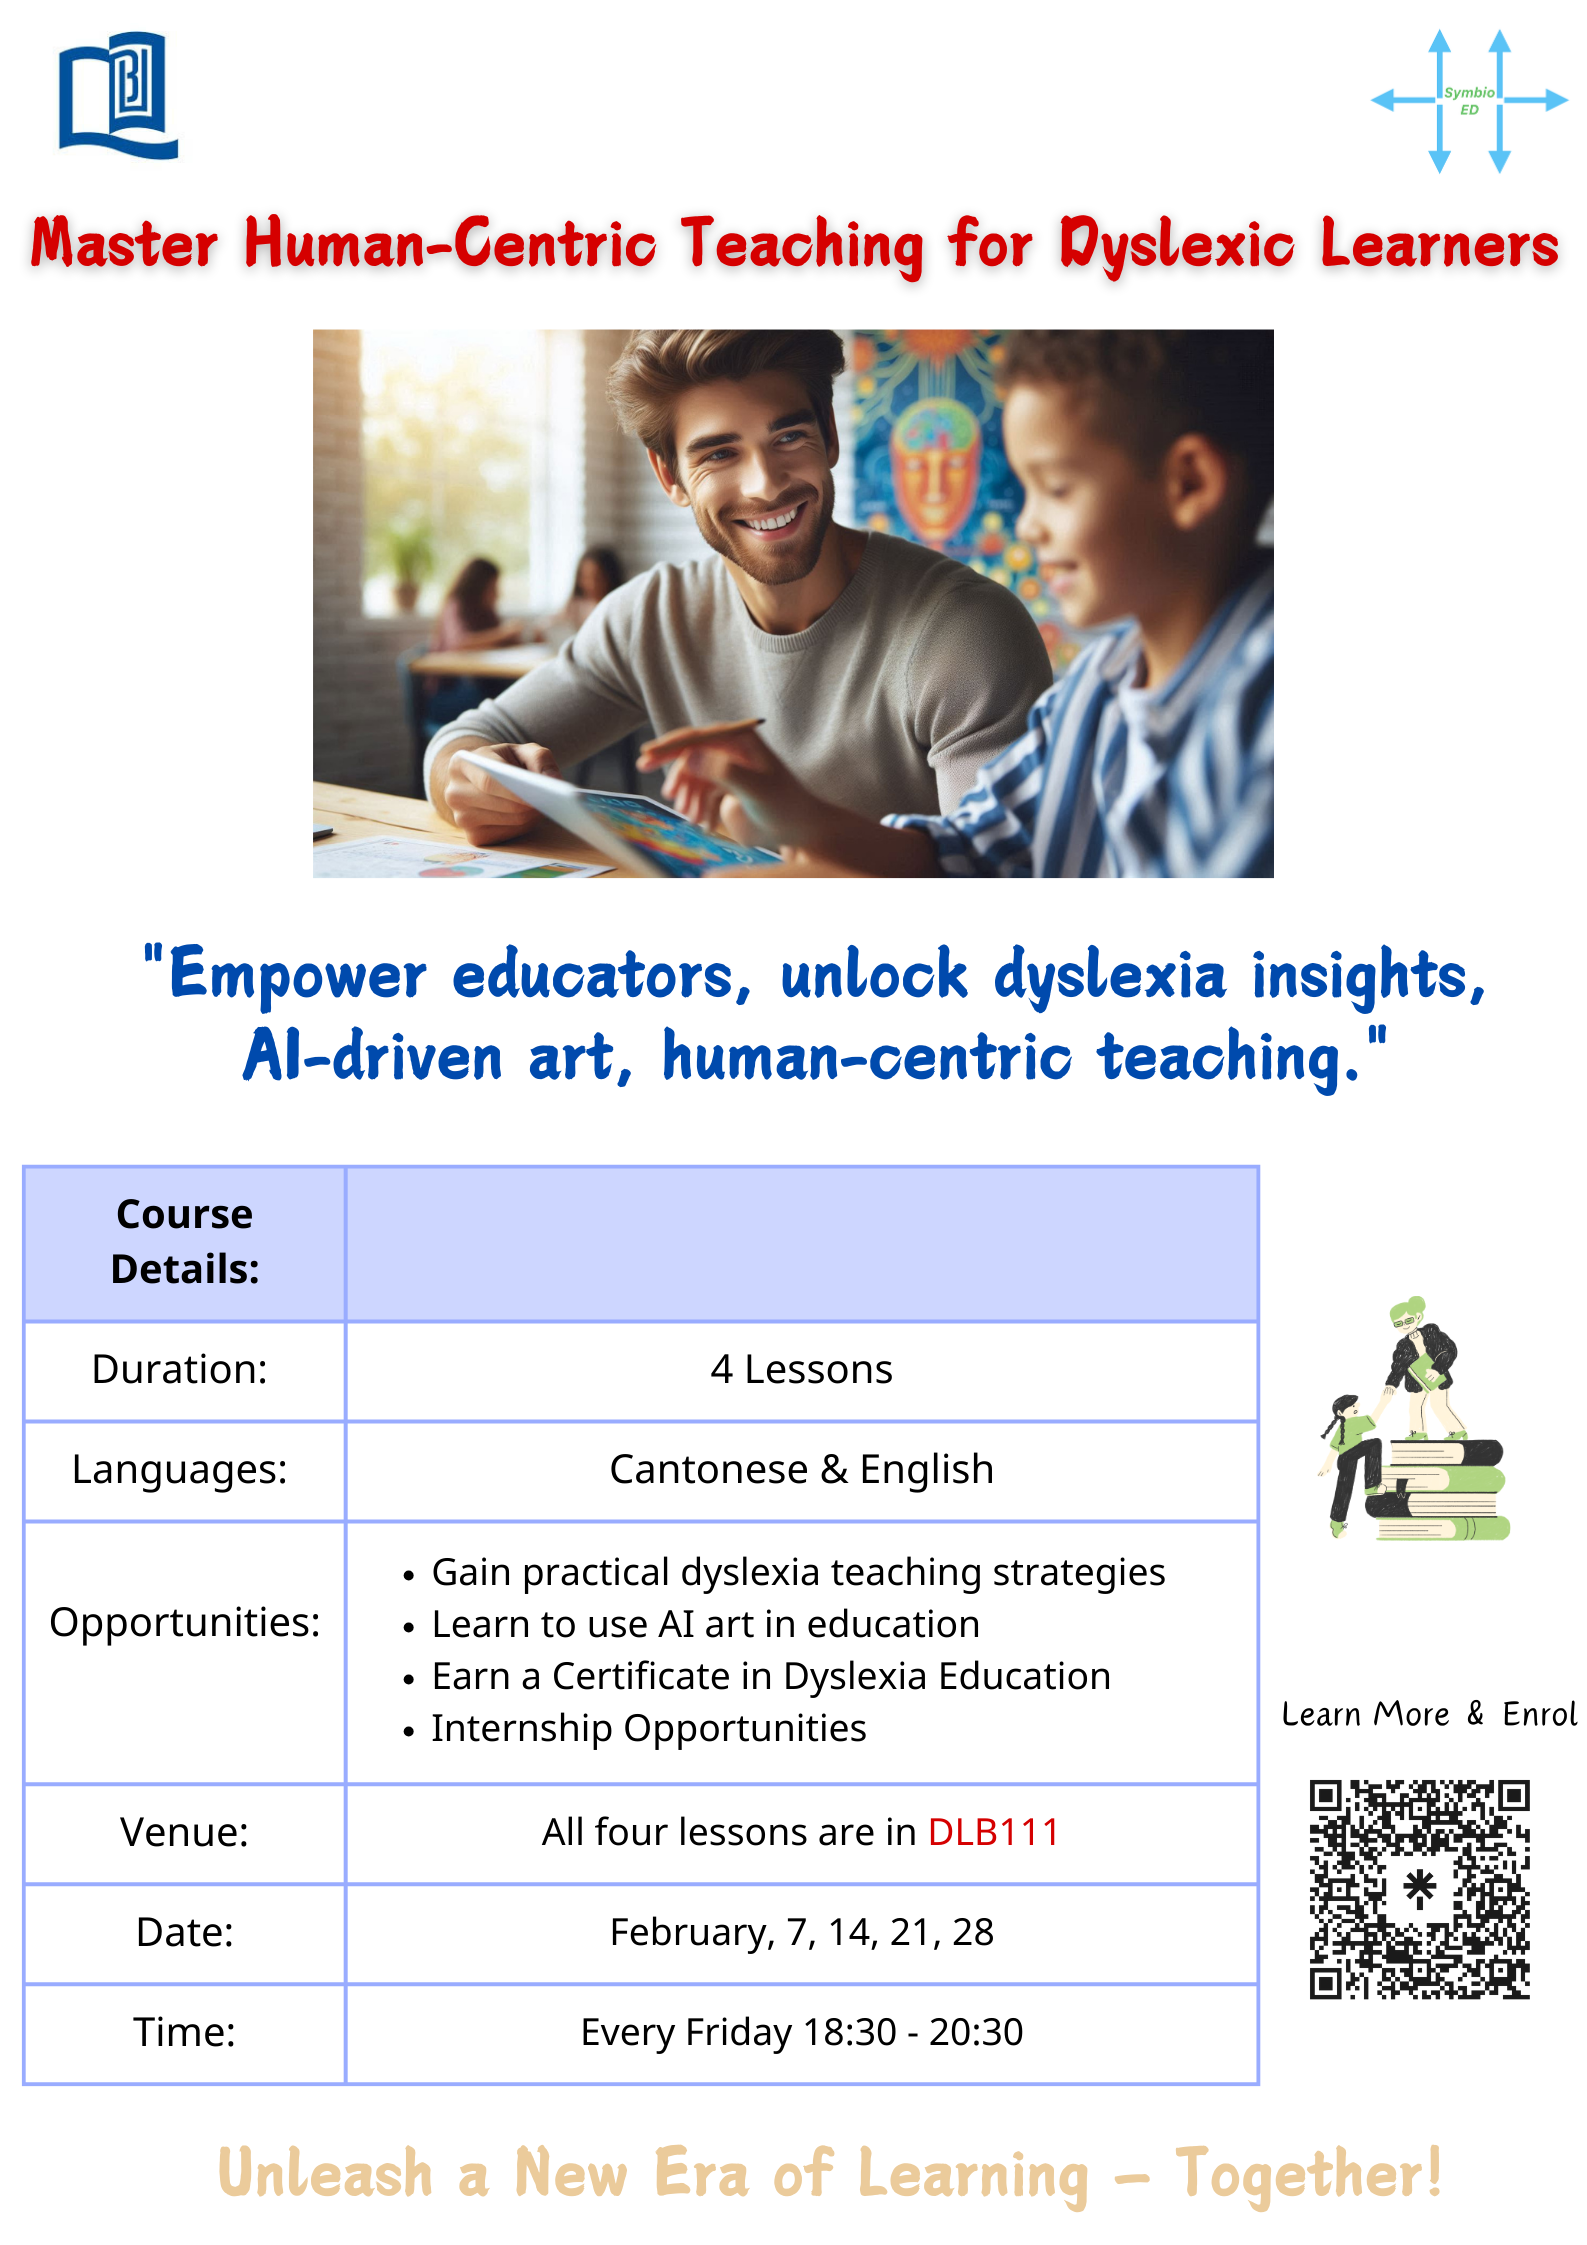 Symbio
ED
Master Human-Centric Teaching for Dyslexic Learners
"Empower educators, unlock dyslexia insights,
AI-driven art, human-centric teaching."
Course
Details:
Duration:
4 Lessons
Languages:
Cantonese & English
Opportunities:
• Gain practical dyslexia teaching strategies
• Learn to use AI art in education
• Earn a Certificate in Dyslexia Education
• Internship Opportunities
Venue:
All four lessons are in DLB111
Date:
February, 7, 14, 21, 28
Time:
Every Friday 18:30 - 20:30
Learn More & Enrol
Unleash a New Era of Learning – Together!